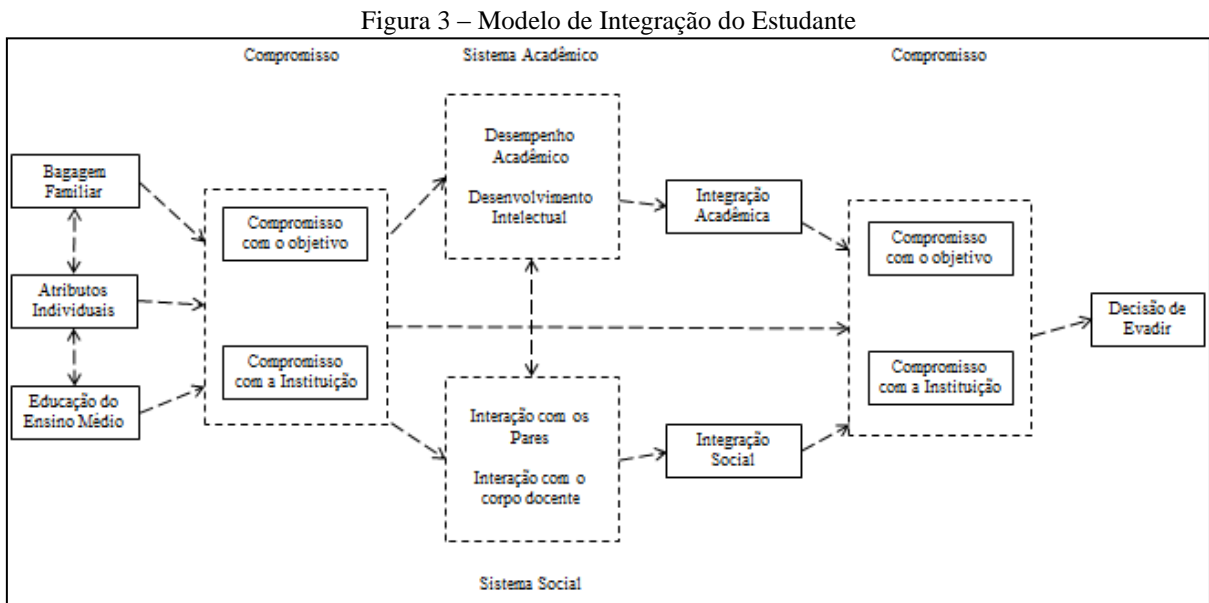 Figura 3 – Modelo de Integração do Estudante
Compromisso
Sistema Acadêmico
Compromisso
Bagagem
Familiar
Atributos
Individuais
Educação do
Ensino Médio
Compromisso
com o objetivo
Compromisso
com a Instituição
Desempenho
Acadêmico
Desenvolvimento
Intelectual
Interação com os
Pares
Interação com o
corpo docente
Sistema Social
Integração
Acadêmica
Integração
Social
Compromisso
com o objetivo
Compromisso
com a Instituição
Decisão de
Evadir